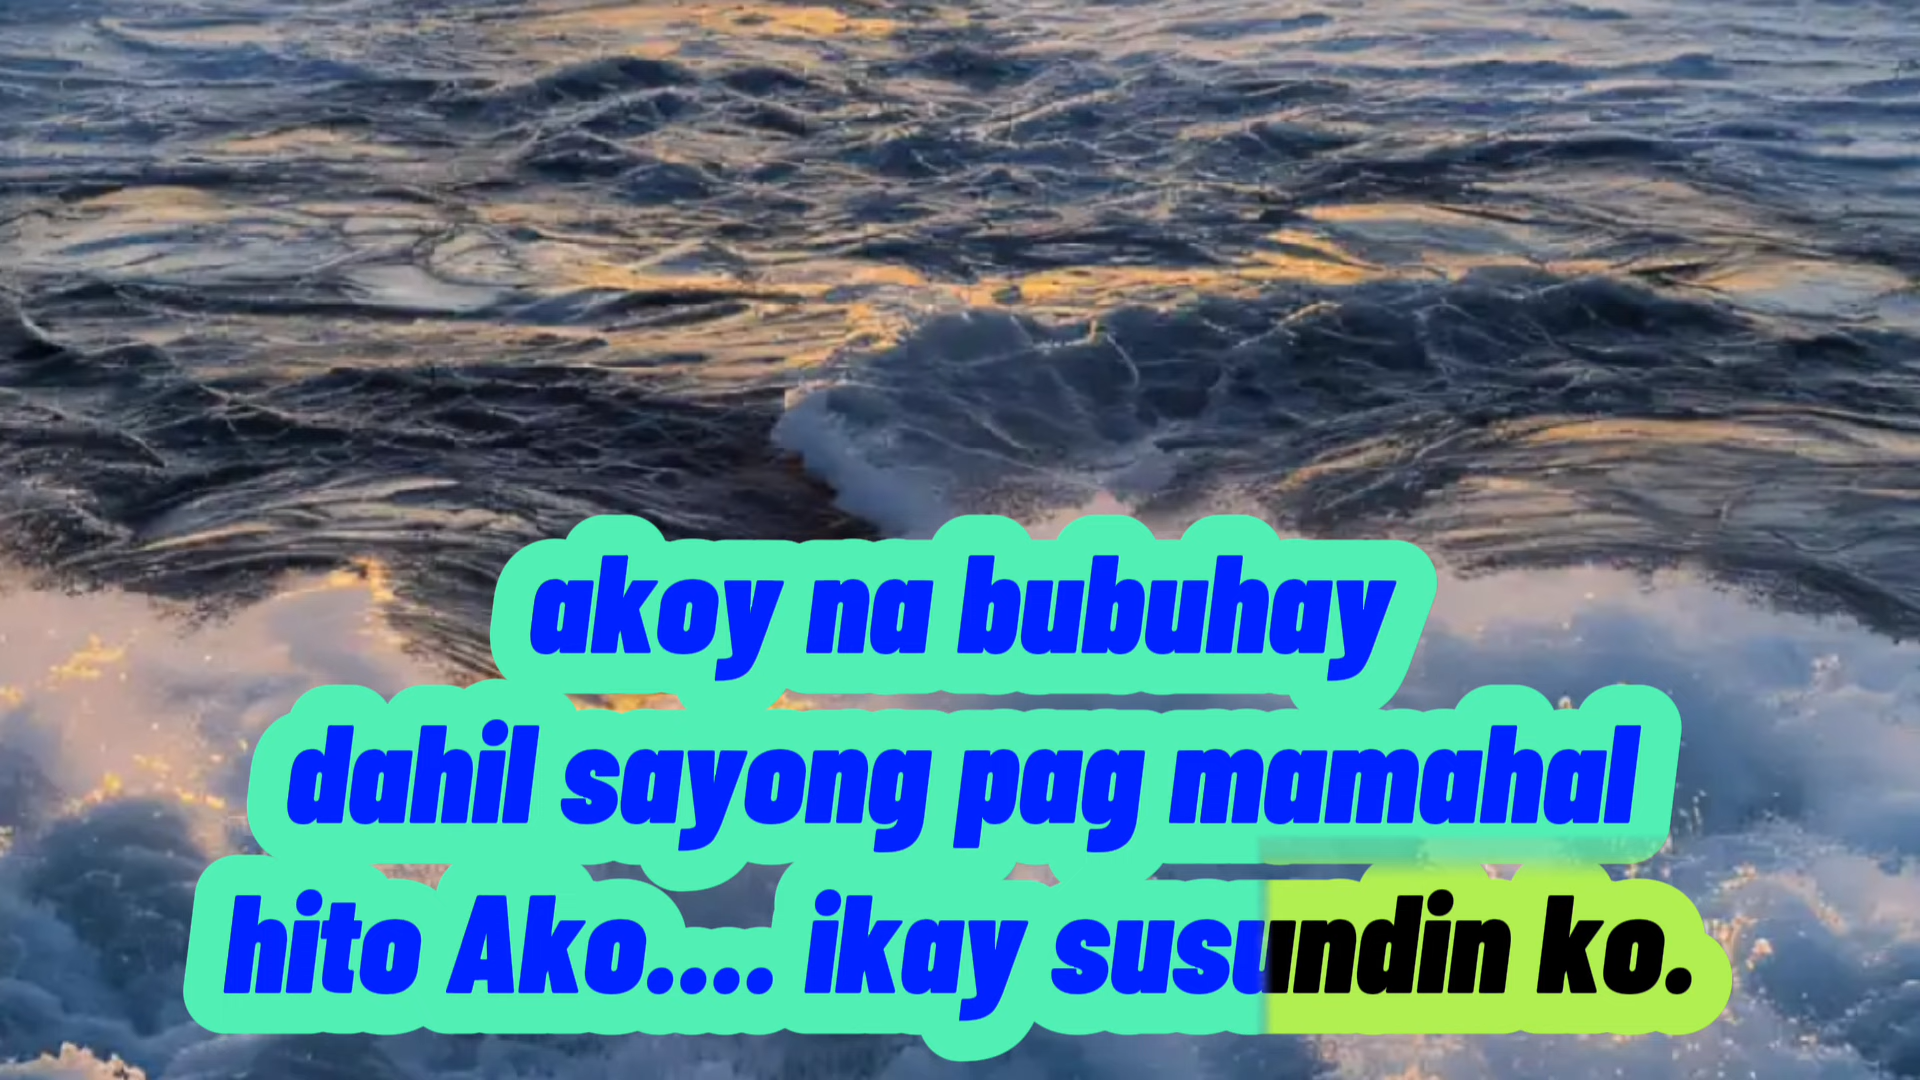 akoy na bubuhay
dahil sayong pag mamahal
hito Ako.... ikay susundin ko.